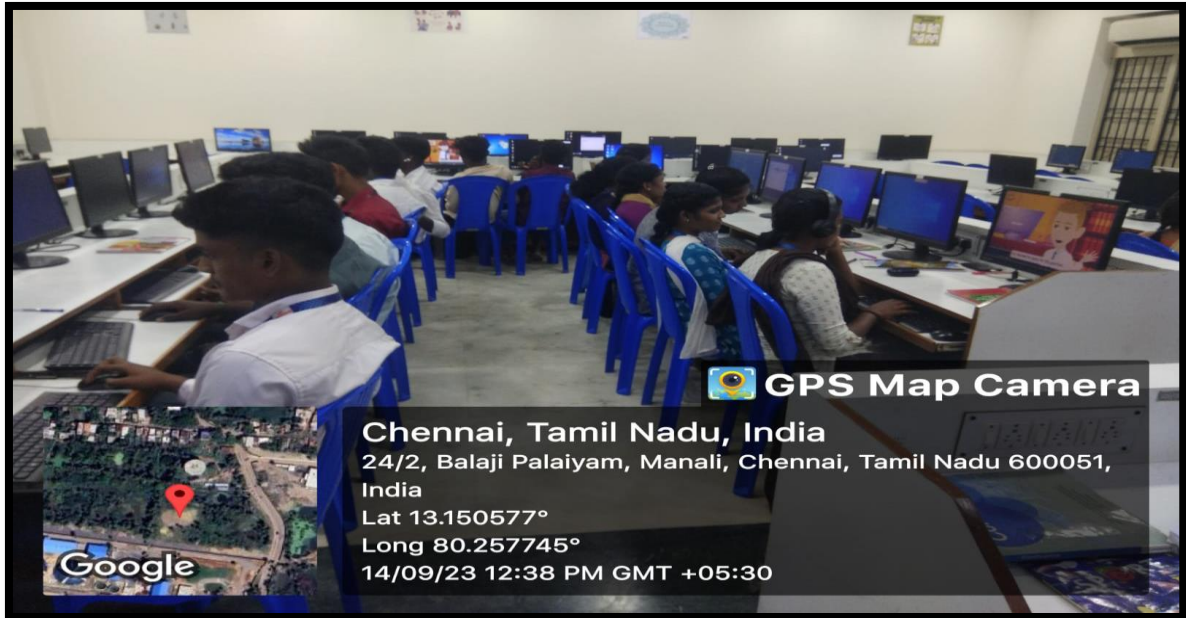 GPS Map Camera
Chennai, Tamil Nadu, India
24/2, Balaji Palaiyam, Manali, Chennai, Tamil Nadu 600051,
India
Lat 13.150577°
Long 80.257745°
14/09/23 12:38 PM GMT +05:30
Google